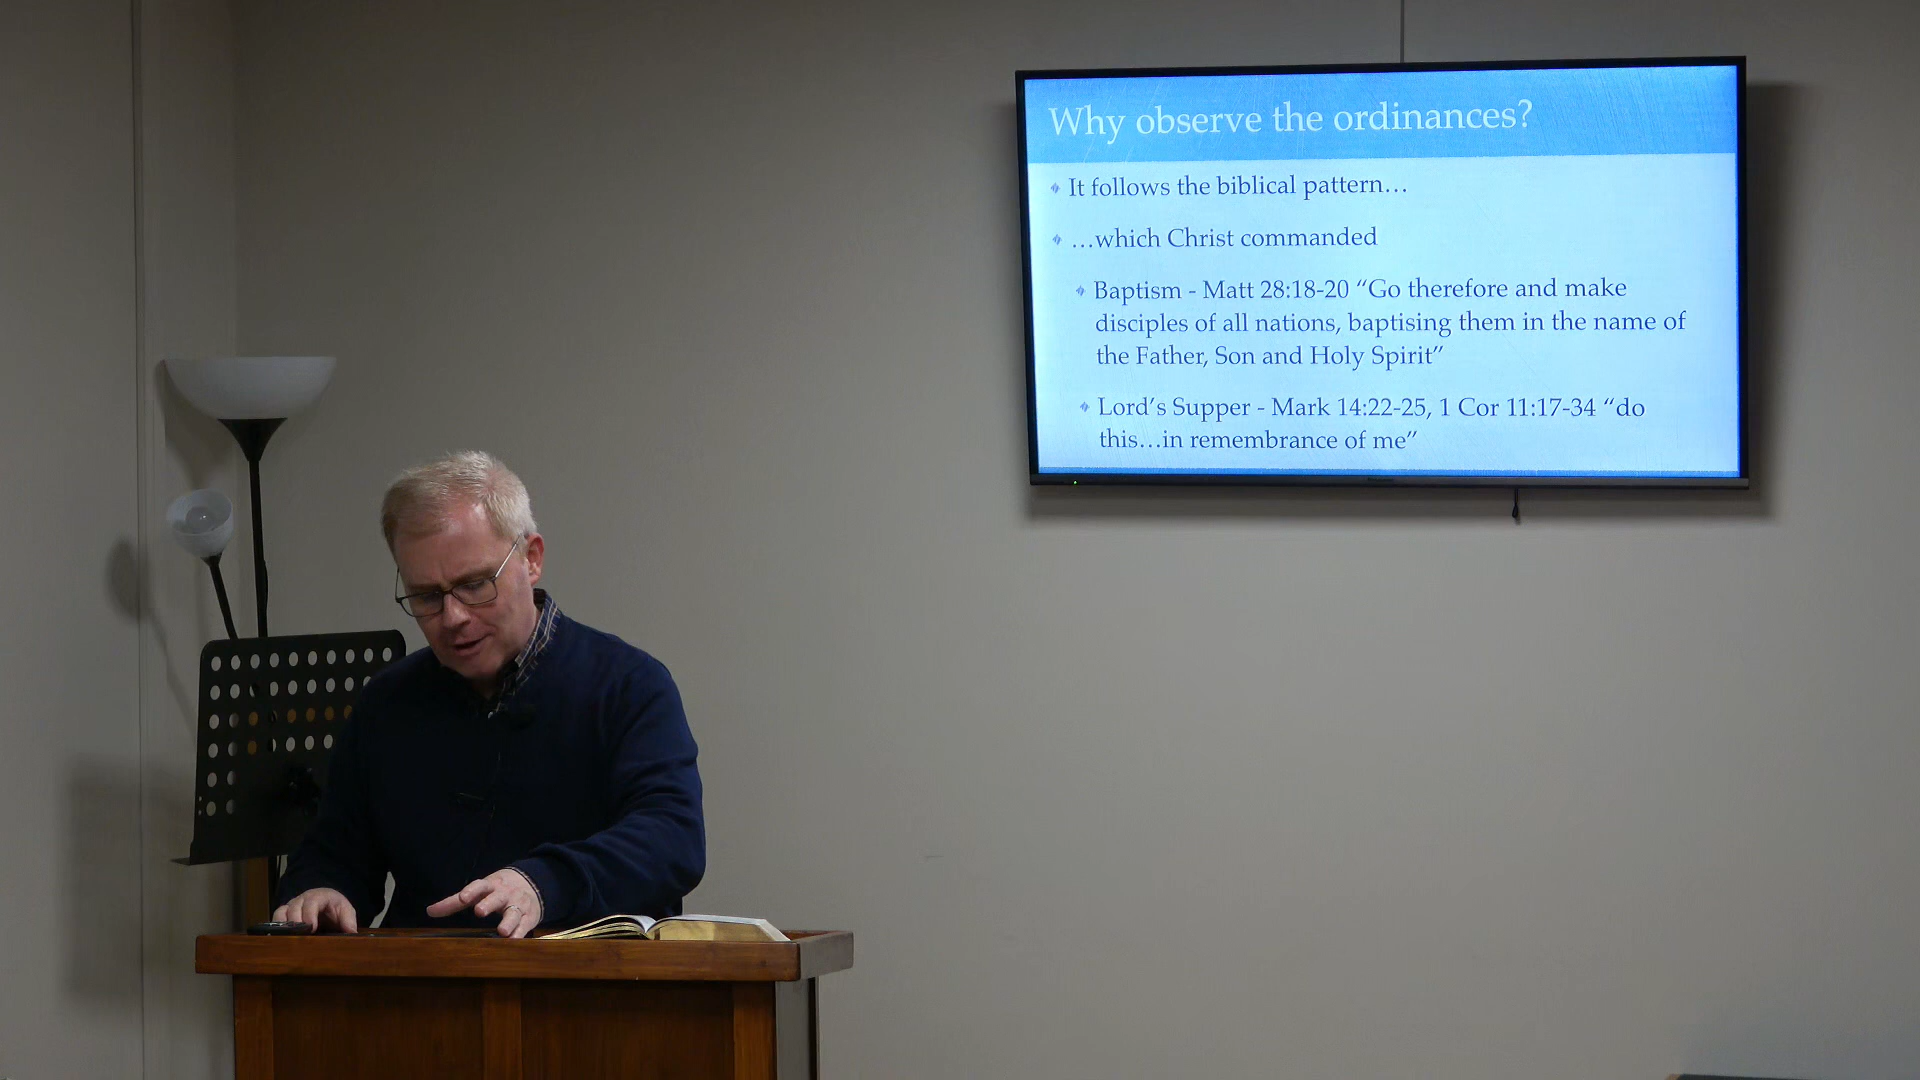 Why observe the ordinances?
It follows the biblical pattern…
…which Christ commanded
Baptism - Matt 28:18-20 “Go therefore and make
disciples of all nations, baptising them in the name of
the Father, Son and Holy Spirit”
Lord’s Supper - Mark 14:22-25, 1 Cor 11:17-34 “do
this…in remembrance of me”